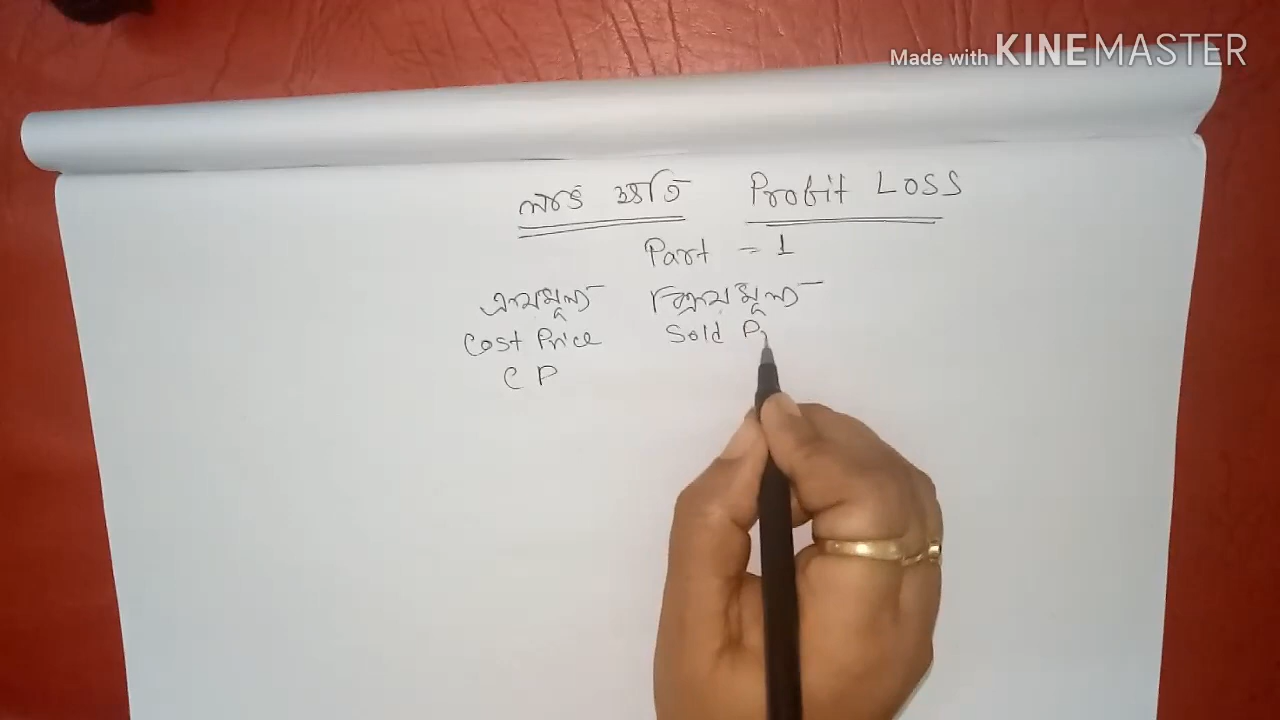 Made with KINEMASTER
লাভ ক্ষতি Profit Loss
Part - 1
ক্রয়মূল্য বিক্রয়মূল্য
Cost Price Sold P
C P